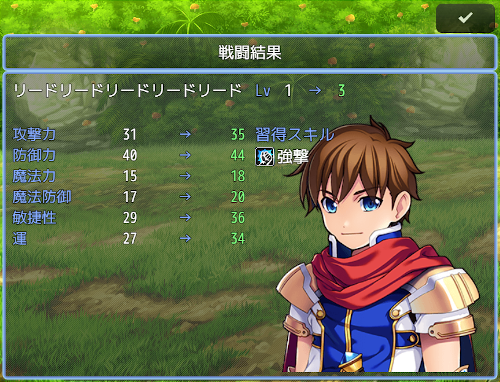 戦闘結果
リードリードリードリードリード Lv 1 → 3
攻撃力 31 → 35 習得スキル
防御力 40 → 44 強撃
魔法力 15 → 18
魔法防御 17 → 20
敏捷性 29 → 36
運 27 → 34